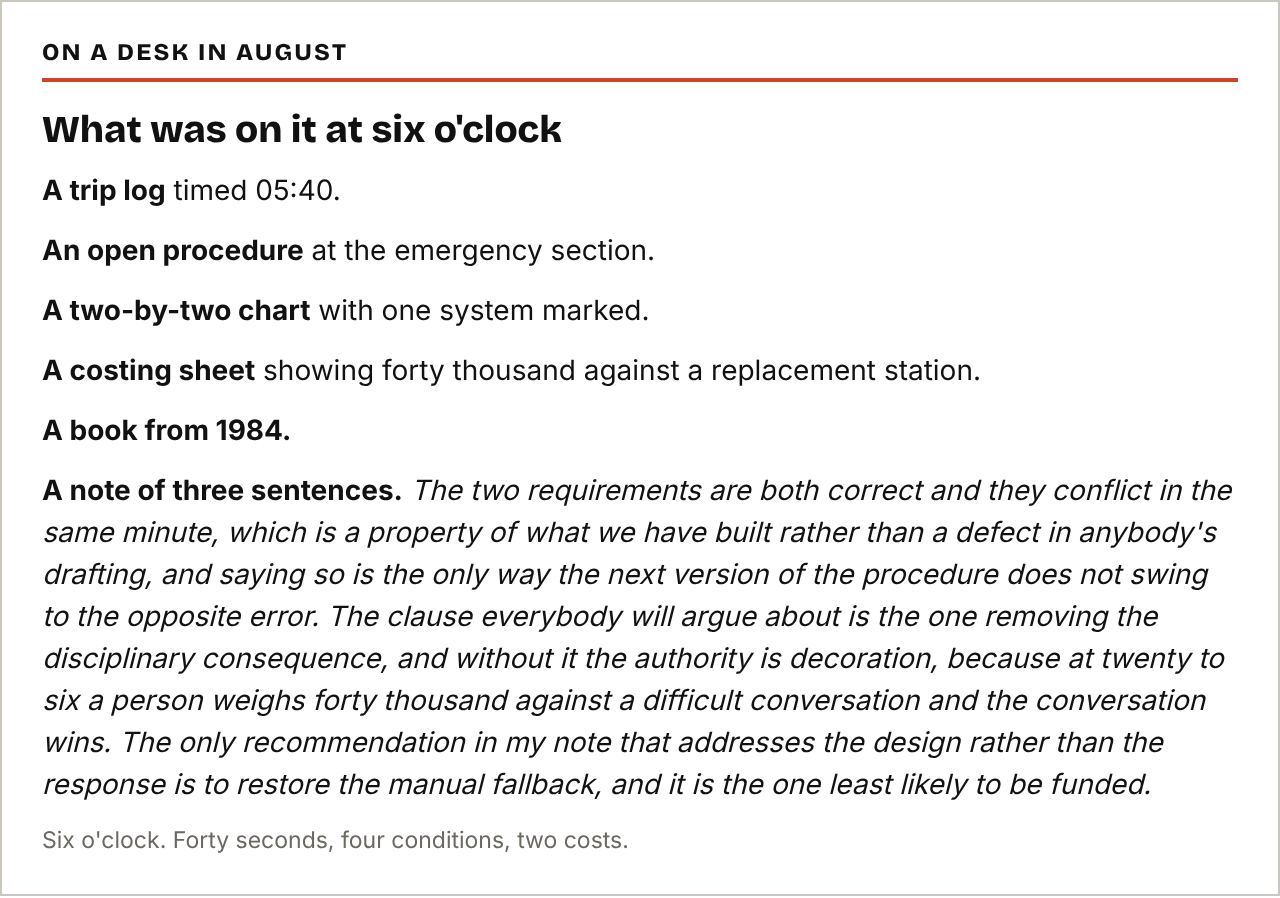 ON A DESK IN AUGUST
What was on it at six o'clock
A trip log timed 05:40.
An open procedure at the emergency section.
A two-by-two chart with one system marked.
A costing sheet showing forty thousand against a replacement station.
A book from 1984.
A note of three sentences. The two requirements are both correct and they conflict in the
same minute, which is a property of what we have built rather than a defect in anybody's
drafting, and saying so is the only way the next version of the procedure does not swing
to the opposite error. The clause everybody will argue about is the one removing the
disciplinary consequence, and without it the authority is decoration, because at twenty to
six a person weighs forty thousand against a difficult conversation and the conversation
wins. The only recommendation in my note that addresses the design rather than the
response is to restore the manual fallback, and it is the one least likely to be funded.
Six o'clock. Forty seconds, four conditions, two costs.